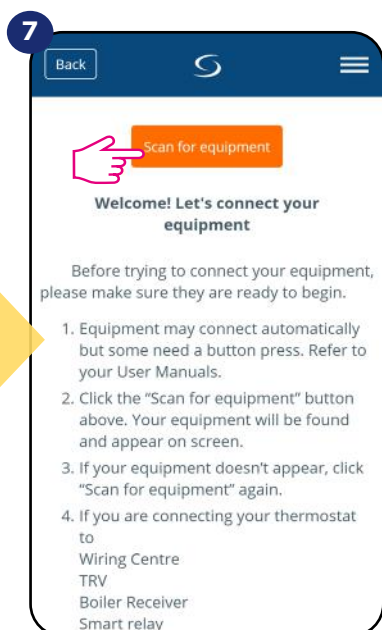 7
Back
Scan for equipment
Welcome! Let's connect your
equipment
Before trying to connect your equipment,
please make sure they are ready to begin.
1. Equipment may connect automatically
but some need a button press. Refer to
your User Manuals.
2. Click the “Scan for equipment” button
above. Your equipment will be found
and appear on screen.
3. If your equipment doesn't appear, click
“Scan for equipment” again.
4. If you are connecting your thermostat
to
Wiring Centre
TRV
Boiler Receiver
Smart relay